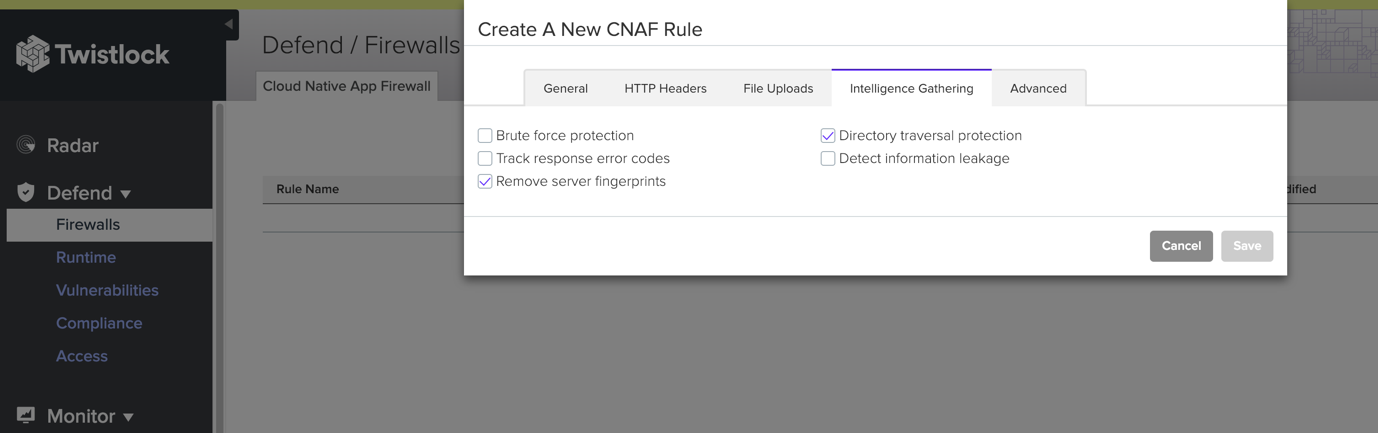 Create A New CNAF Rule
Twistlock
Defend / Firewalls
Cloud Native App Firewall
General HTTP Headers File Uploads Intelligence Gathering Advanced
Brute force protection
Directory traversal protection
Track response error codes
Detect information leakage
Remove server fingerprints
Cancel Save
Radar
Defend
Firewalls
Runtime
Vulnerabilities
Compliance
Access
Monitor
Rule Name